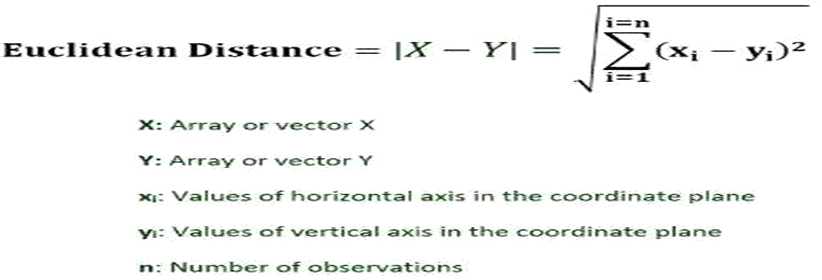 Euclidean Distance = |X − Y| = √∑ᵢ₌₁ⁱ⁼ⁿ (xᵢ − yᵢ)²
X: Array or vector X
Y: Array or vector Y
xᵢ: Values of horizontal axis in the coordinate plane
yᵢ: Values of vertical axis in the coordinate plane
n: Number of observations